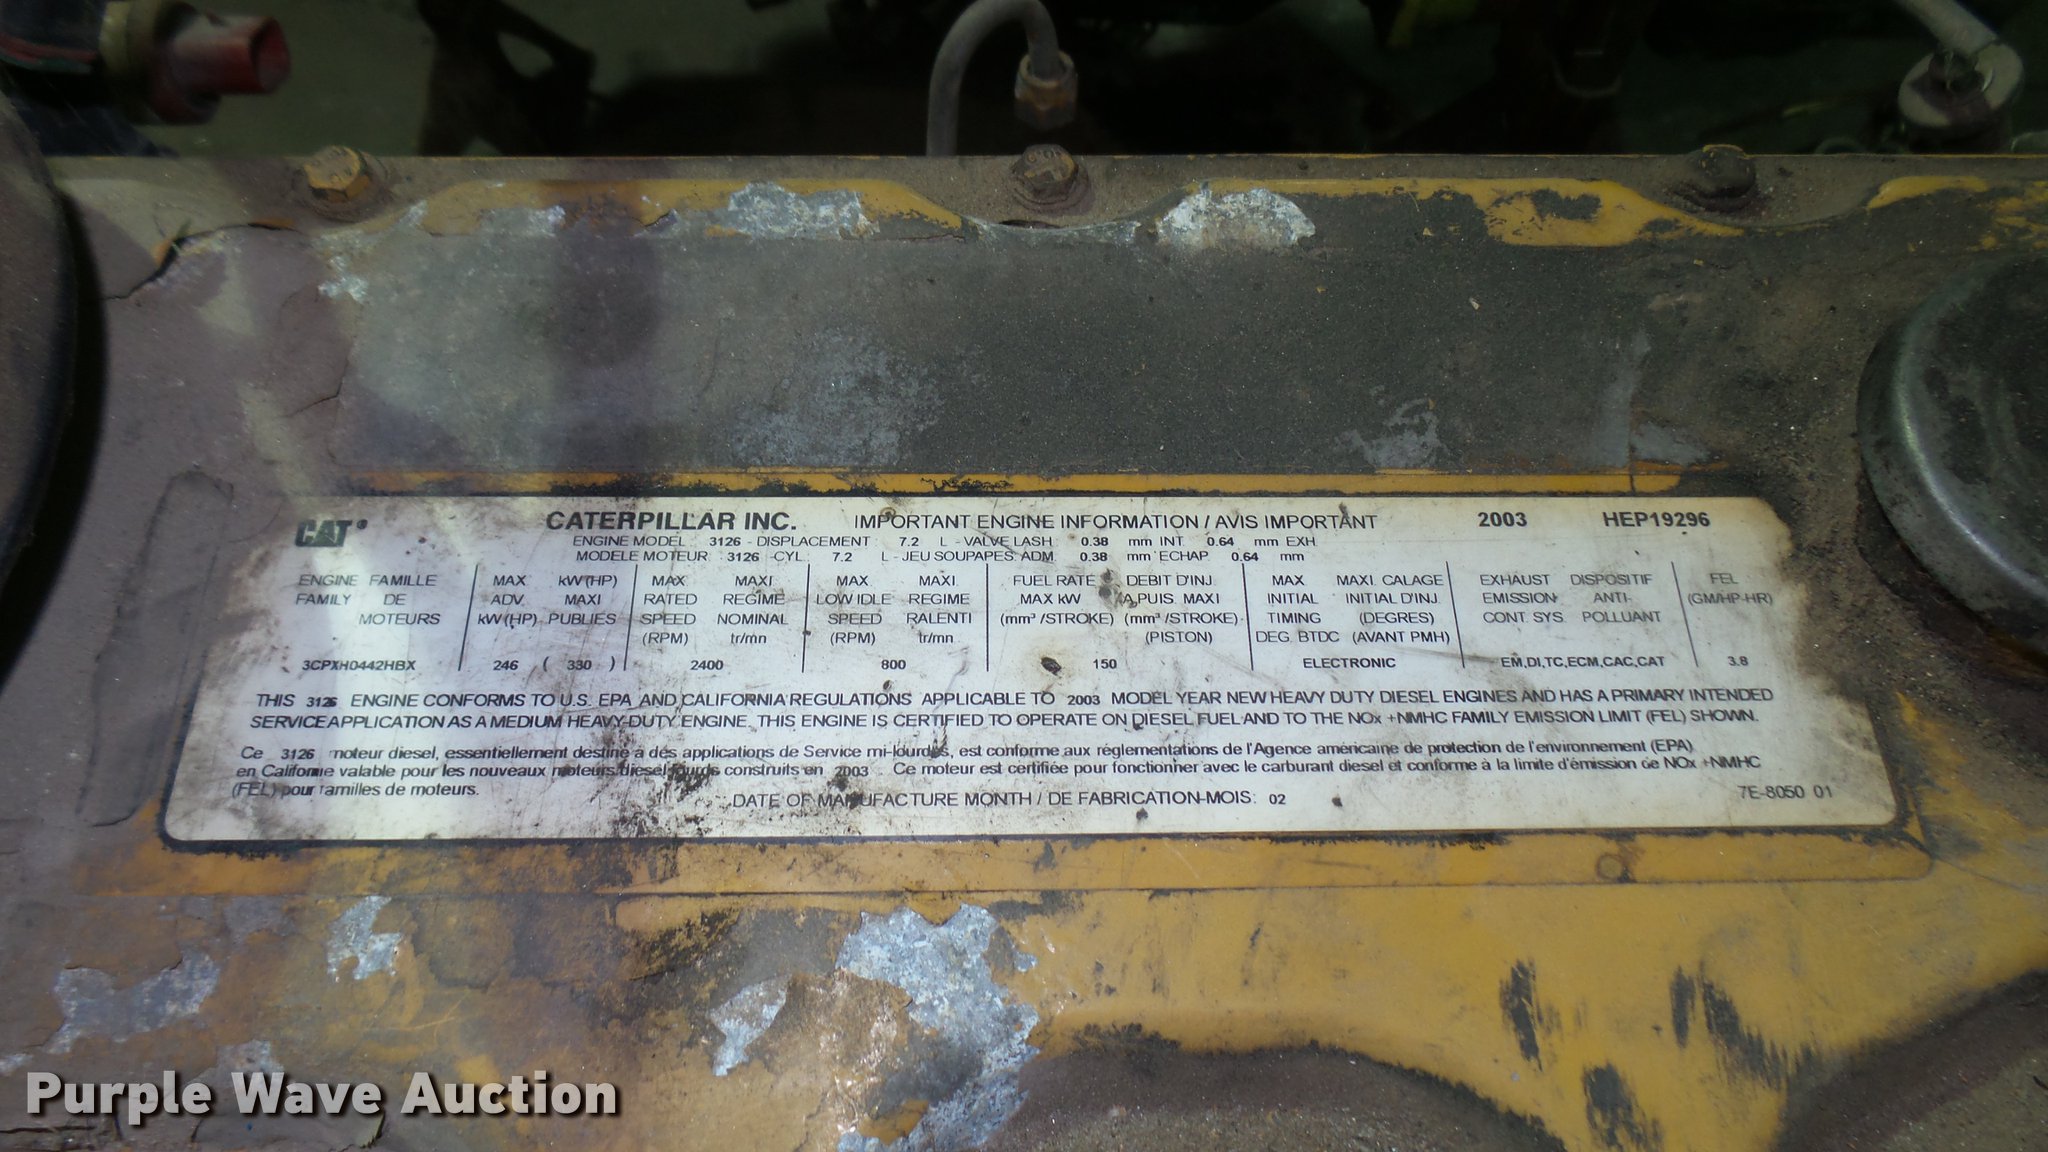 CAT® CATERPILLAR INC. IMPORTANT ENGINE INFORMATION / AVIS IMPORTANT 2003 HEP19296
ENGINE MODEL : 3126 - DISPLACEMENT : 7.2 L - VALVE LASH : 0.38 mm INT. 0.64 mm EXH
MODELE MOTEUR : 3126 -CYL : 7.2 L - JEU SOUPAPES ADM. 0.38 mm ECHAP. 0.64 mm
ENGINE FAMILLE MAX kW(HP) MAX MAXI MAX MAXI FUEL RATE DEBIT D'INJ. MAX MAXI. CALAGE EXHAUST DISPOSITIF FEL
FAMILY DE ADV. MAXI RATED REGIME LOW IDLE REGIME MAX kW A PUIS. MAXI INITIAL INITIAL D'INJ. EMISSION ANTI- (GM/HP-HR)
MOTEURS kW(HP) PUBLIÉS SPEED NOMINAL SPEED RALENTI (mm³ /STROKE) (mm³ /STROKE) TIMING (DEGRES) CONT. SYS. POLLUANT
(RPM) tr/mn (RPM) tr/mn (PISTON) DEG. BTDC (AVANT PMH)
3CPXH0442HBX 246 ( 330 ) 2400 800 150 ELECTRONIC EM,DI,TC,ECM,CAC,CAT 3.8
THIS 3126 ENGINE CONFORMS TO U.S. EPA AND CALIFORNIA REGULATIONS APPLICABLE TO 2003 MODEL YEAR NEW HEAVY DUTY DIESEL ENGINES AND HAS A PRIMARY INTENDED
SERVICE APPLICATION AS A MEDIUM HEAVY-DUTY ENGINE. THIS ENGINE IS CERTIFIED TO OPERATE ON DIESEL FUEL AND TO THE NOx +NMHC FAMILY EMISSION LIMIT (FEL) SHOWN.
Ce 3126 moteur diesel, essentiellement destiné à des applications de Service mi-lourdes, est conforme aux réglementations de l'Agence américaine de protection de l'environnement (EPA)
en Californie valable pour les nouveaux moteurs diesel lourds construits en 2003 . Ce moteur est certifiée pour fonctionner avec le carburant diesel et conforme à la limite d'émission de NOx +NMHC
(FEL) pour familles de moteurs.
DATE OF MANUFACTURE MONTH / DE FABRICATION-MOIS: 02 7E-8050 01
Purple Wave Auction